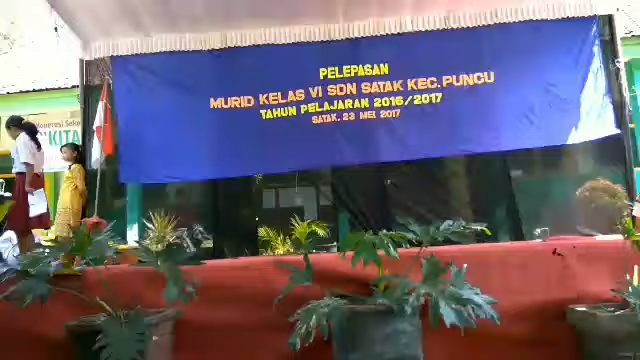 PELEPASAN
MURID KELAS VI SDN SATAK KEC. PUNCU
TAHUN PELAJARAN 2016/2017
SATAK, 23 MEI 2017
KITA